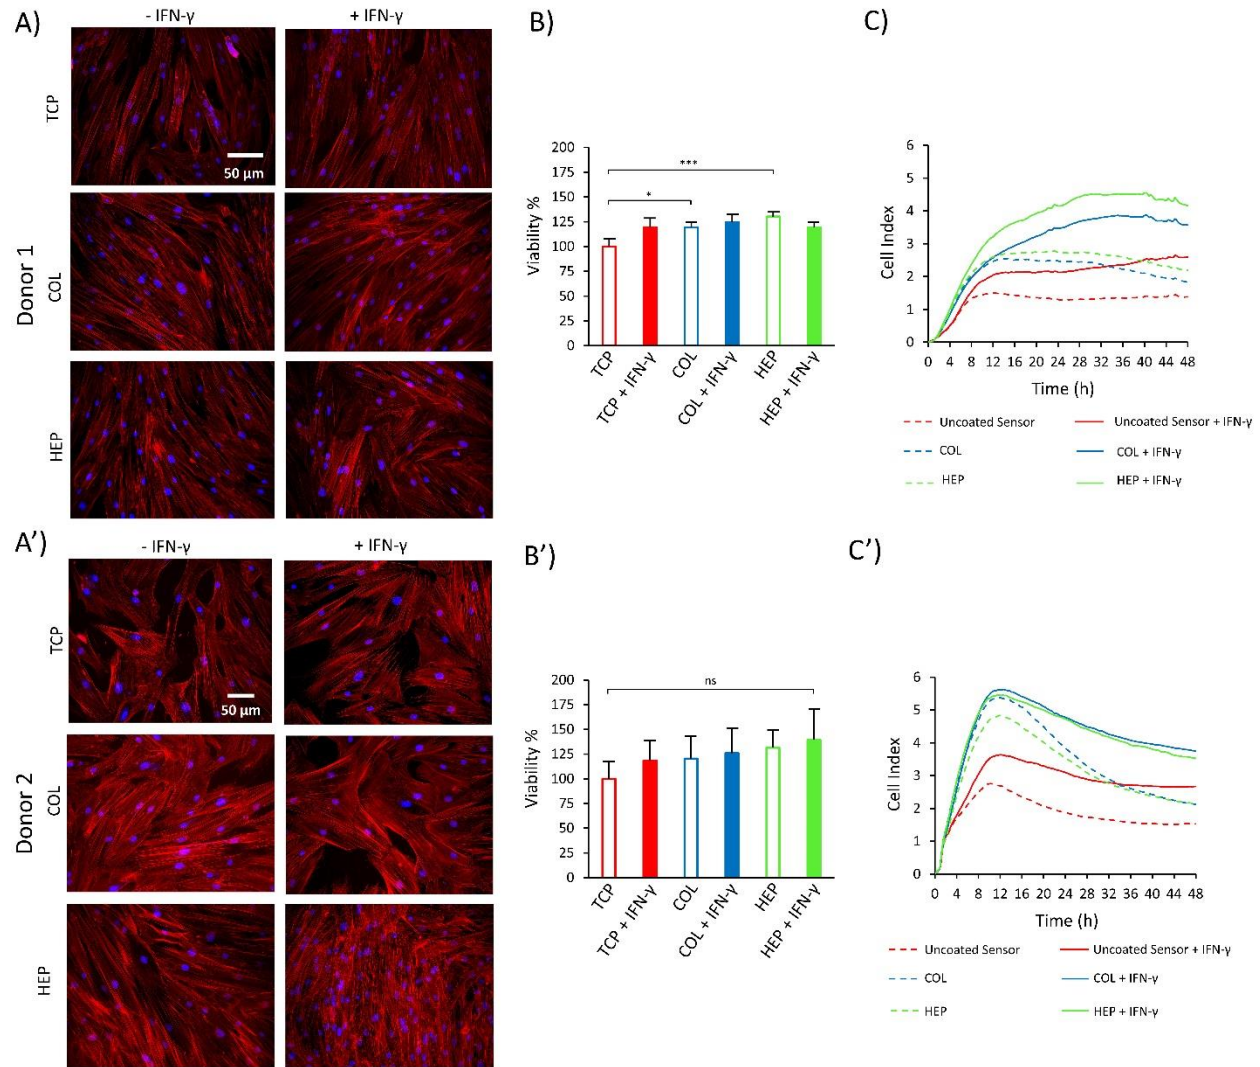 A)
- IFN-γ
+ IFN-γ
TCP
50 µm
Donor 1
COL
HEP
B)
***
*
Viability %
200
175
150
125
100
75
50
25
0
TCP
TCP + IFN-γ
COL
COL + IFN-γ
HEP
HEP + IFN-γ
C)
Cell Index
6
5
4
3
2
1
0
0 4 8 12 16 20 24 28 32 36 40 44 48
Time (h)
Uncoated Sensor
Uncoated Sensor + IFN-γ
COL
COL + IFN-γ
HEP
HEP + IFN-γ
A')
- IFN-γ
+ IFN-γ
TCP
50 µm
Donor 2
COL
HEP
B')
ns
Viability %
200
175
150
125
100
75
50
25
0
TCP
TCP + IFN-γ
COL
COL + IFN-γ
HEP
HEP + IFN-γ
C')
Cell Index
6
5
4
3
2
1
0
0 4 8 12 16 20 24 28 32 36 40 44 48
Time (h)
Uncoated Sensor
Uncoated Sensor + IFN-γ
COL
COL + IFN-γ
HEP
HEP + IFN-γ